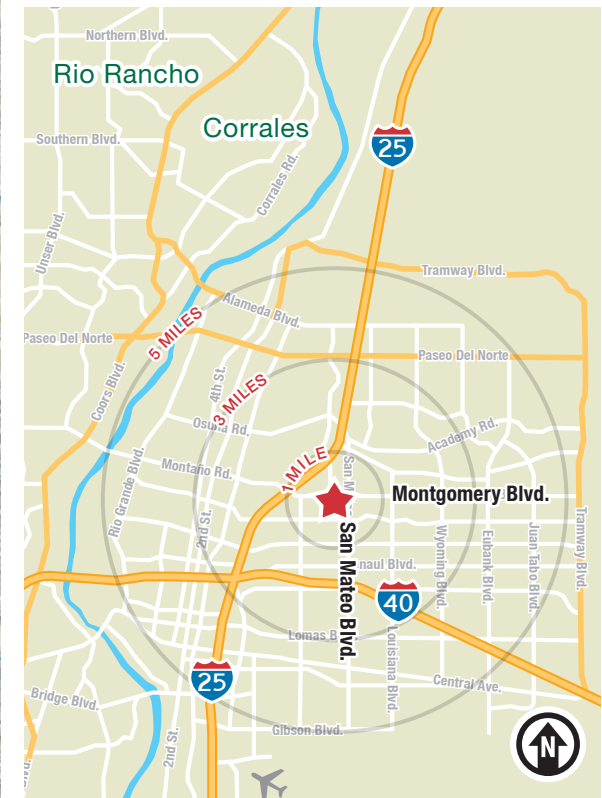 Northern Blvd.
Rio Rancho
Corrales
Southern Blvd.
25
Corrales Rd.
Unser Blvd.
Tramway Blvd.
Alameda Blvd.
5 MILES
Paseo Del Norte
Paseo Del Norte
4th St.
3 MILES
Coors Blvd.
Academy Rd.
1 MILE
Montaño Rd.
Rio Grande Blvd.
Montgomery Blvd.
2nd St.
San Mateo Blvd.
Wyoming Blvd.
Eubank Blvd.
Juan Tabo Blvd.
Tramway Blvd.
Blvd.
40
Lomas
Louisiana Blvd.
25
Central Ave.
Bridge Blvd.
Gibson Blvd.
2nd St.
Blvd.
N